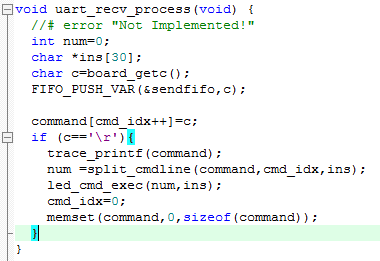 void uart_recv_process(void) {
//# error "Not Implemented!"
int num=0;
char *ins[30];
char c=board_getc();
FIFO_PUSH_VAR(&sendfifo,c);
command[cmd_idx++]=c;
if (c=='\r'){
trace_printf(command);
num =split_cmdline(command,cmd_idx,ins);
led_cmd_exec(num,ins);
cmd_idx=0;
memset(command,0,sizeof(command));
}
}